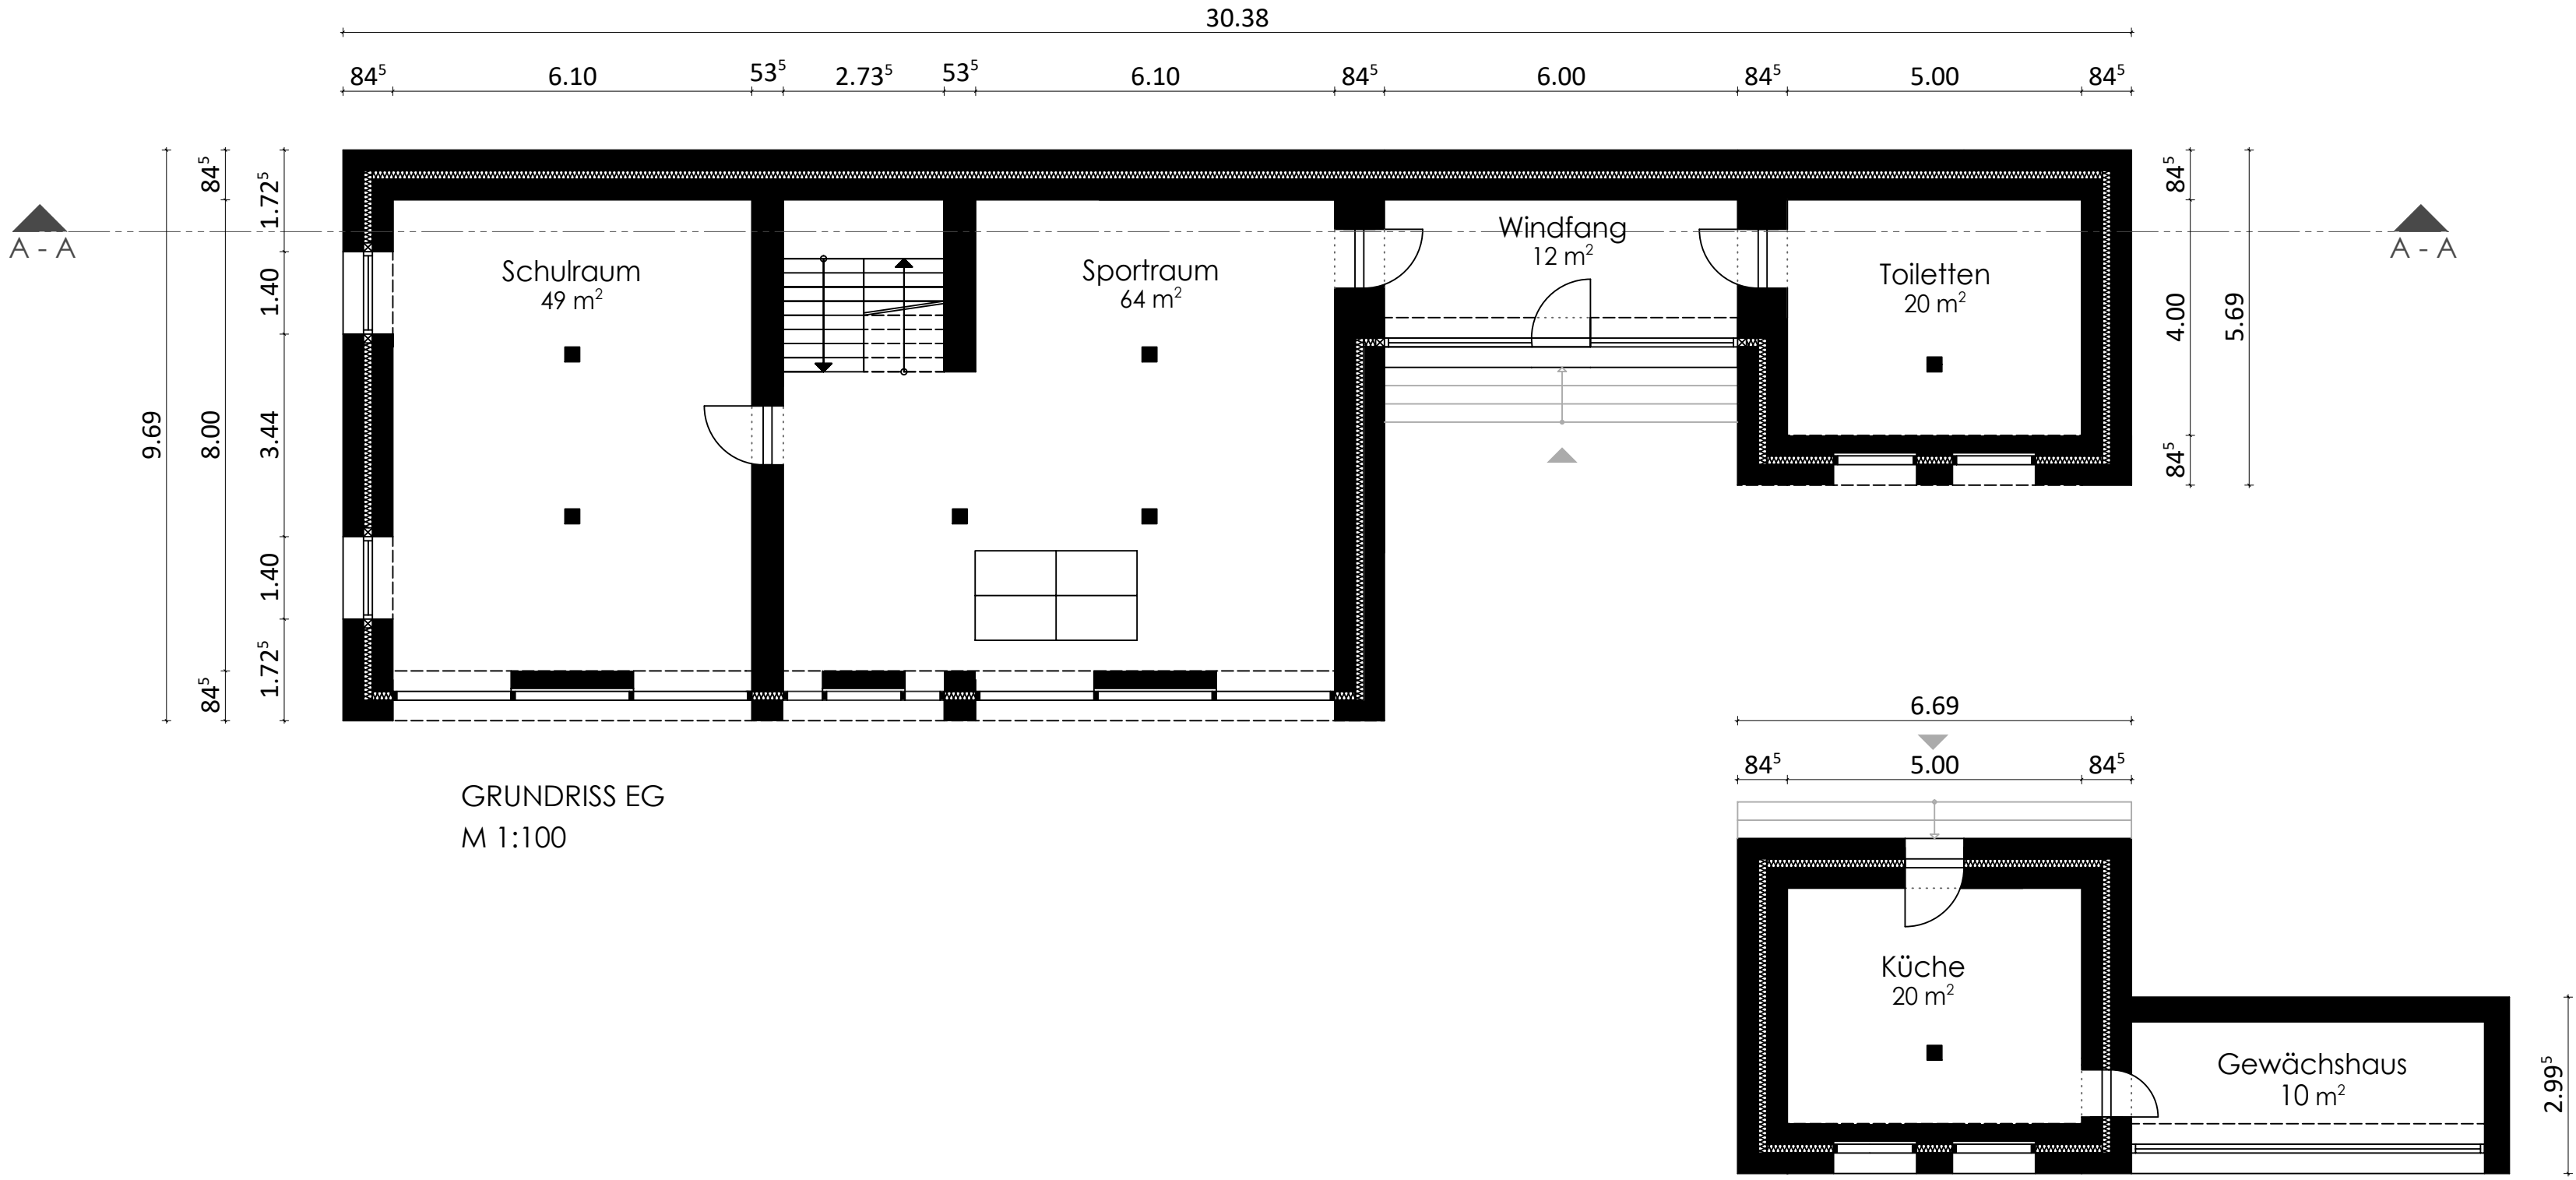 30.38
84⁵ 6.10 53⁵ 2.73⁵ 53⁵ 6.10 84⁵ 6.00 84⁵ 5.00 84⁵
9.69
84⁵ 8.00 84⁵
1.72⁵ 1.40 3.44 1.40 1.72⁵
A - A
A - A
Schulraum
49 m²
Sportraum
64 m²
Windfang
12 m²
Toiletten
20 m²
84⁵ 4.00 84⁵
5.69
GRUNDRISS EG
M 1:100
6.69
84⁵ 5.00 84⁵
Küche
20 m²
Gewächshaus
10 m²
2.99⁵